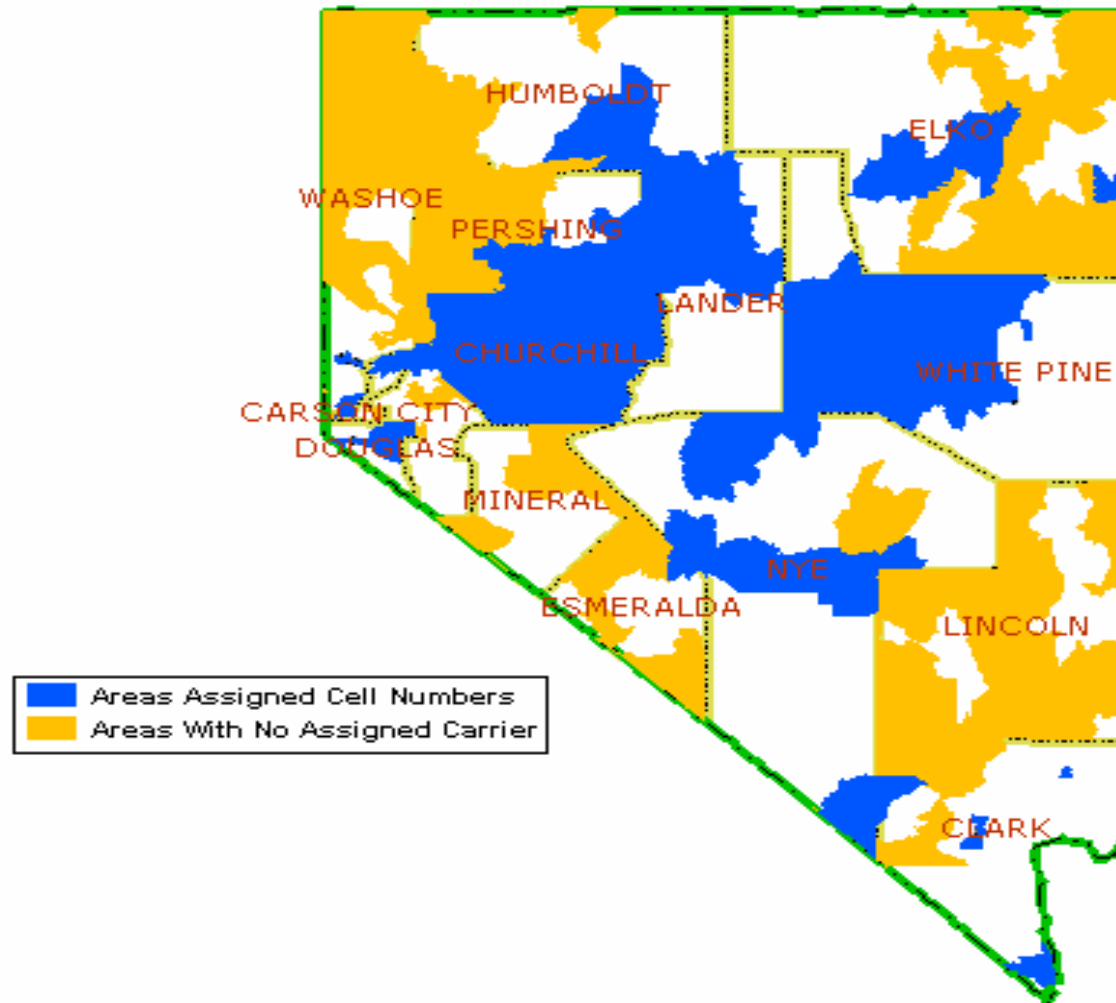 HUMBOLDT
ELKO
WASHOE
PERSHING
LANDER
CHURCHILL
WHITE PINE
CARSON CITY
DOUGLAS
MINERAL
NYE
ESMERALDA
LINCOLN
Areas Assigned Cell Numbers
Areas With No Assigned Carrier
CLARK